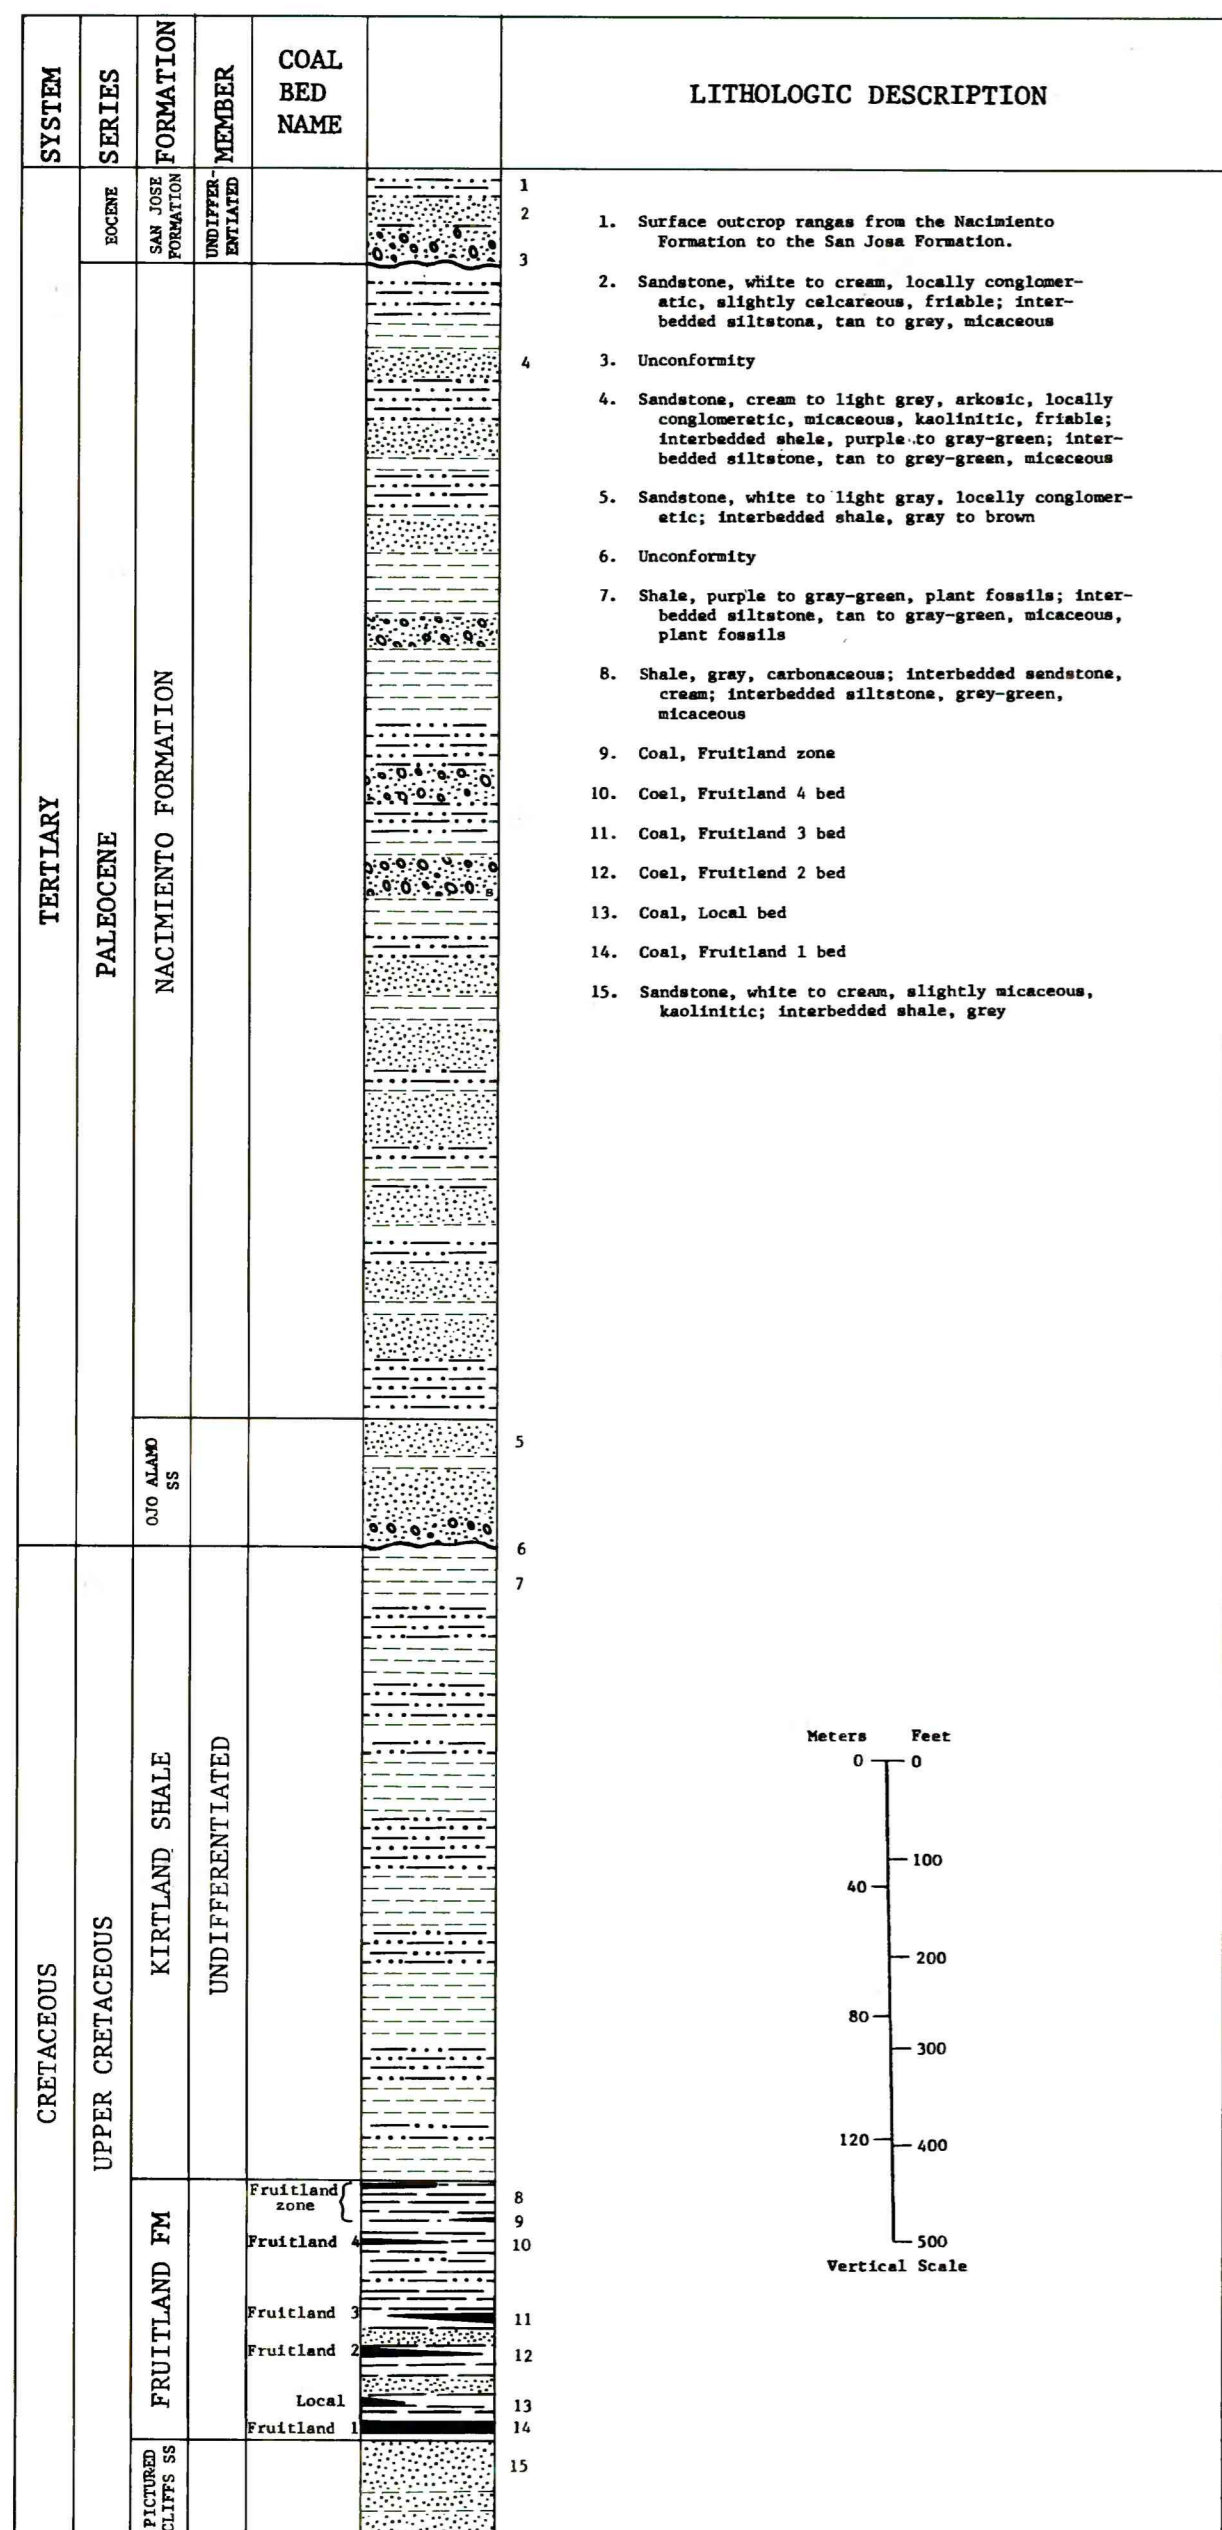 SYSTEM
SERIES
FORMATION
MEMBER
COAL
BED
NAME
LITHOLOGIC DESCRIPTION
TERTIARY
EOCENE
SAN JOSE
FORMATION
UNDIFFER-
ENTIATED
PALEOCENE
NACIMIENTO FORMATION
OJO ALAMO
SS
CRETACEOUS
UPPER CRETACEOUS
KIRTLAND SHALE
UNDIFFERENTIATED
FRUITLAND FM
PICTURED
CLIFFS SS
Fruitland
zone
Fruitland 4
Fruitland 3
Fruitland 2
Local
Fruitland 1
1
2
3
4
5
6
7
8
9
10
11
12
13
14
15
1. Surface outcrop rangas from the Nacimiento
Formation to the San Josa Formation.
2. Sandstone, white to cream, locally conglomer-
atic, slightly celcareous, friable; inter-
bedded siltstona, tan to grey, micaceous
3. Unconformity
4. Sandstone, cream to light grey, arkosic, locally
conglomeretic, micaceous, kaolinitic, friable;
interbedded shele, purple to gray-green; inter-
bedded siltstone, tan to grey-green, miceceous
5. Sandstone, white to light gray, locelly conglomer-
etic; interbedded shale, gray to brown
6. Unconformity
7. Shale, purple to gray-green, plant fossils; inter-
bedded siltstone, tan to gray-green, micaceous,
plant fossils
8. Shale, gray, carbonaceous; interbedded sendstone,
cream; interbedded siltstone, grey-green,
micaceous
9. Coal, Fruitland zone
10. Coel, Fruitland 4 bed
11. Coal, Fruitland 3 bed
12. Coel, Fruitlend 2 bed
13. Coal, Local bed
14. Coal, Fruitland 1 bed
15. Sandstone, white to cream, slightly micaceous,
kaolinitic; interbedded shale, grey
Meters Feet
0 0
100
40
200
80
300
120
400
500
Vertical Scale